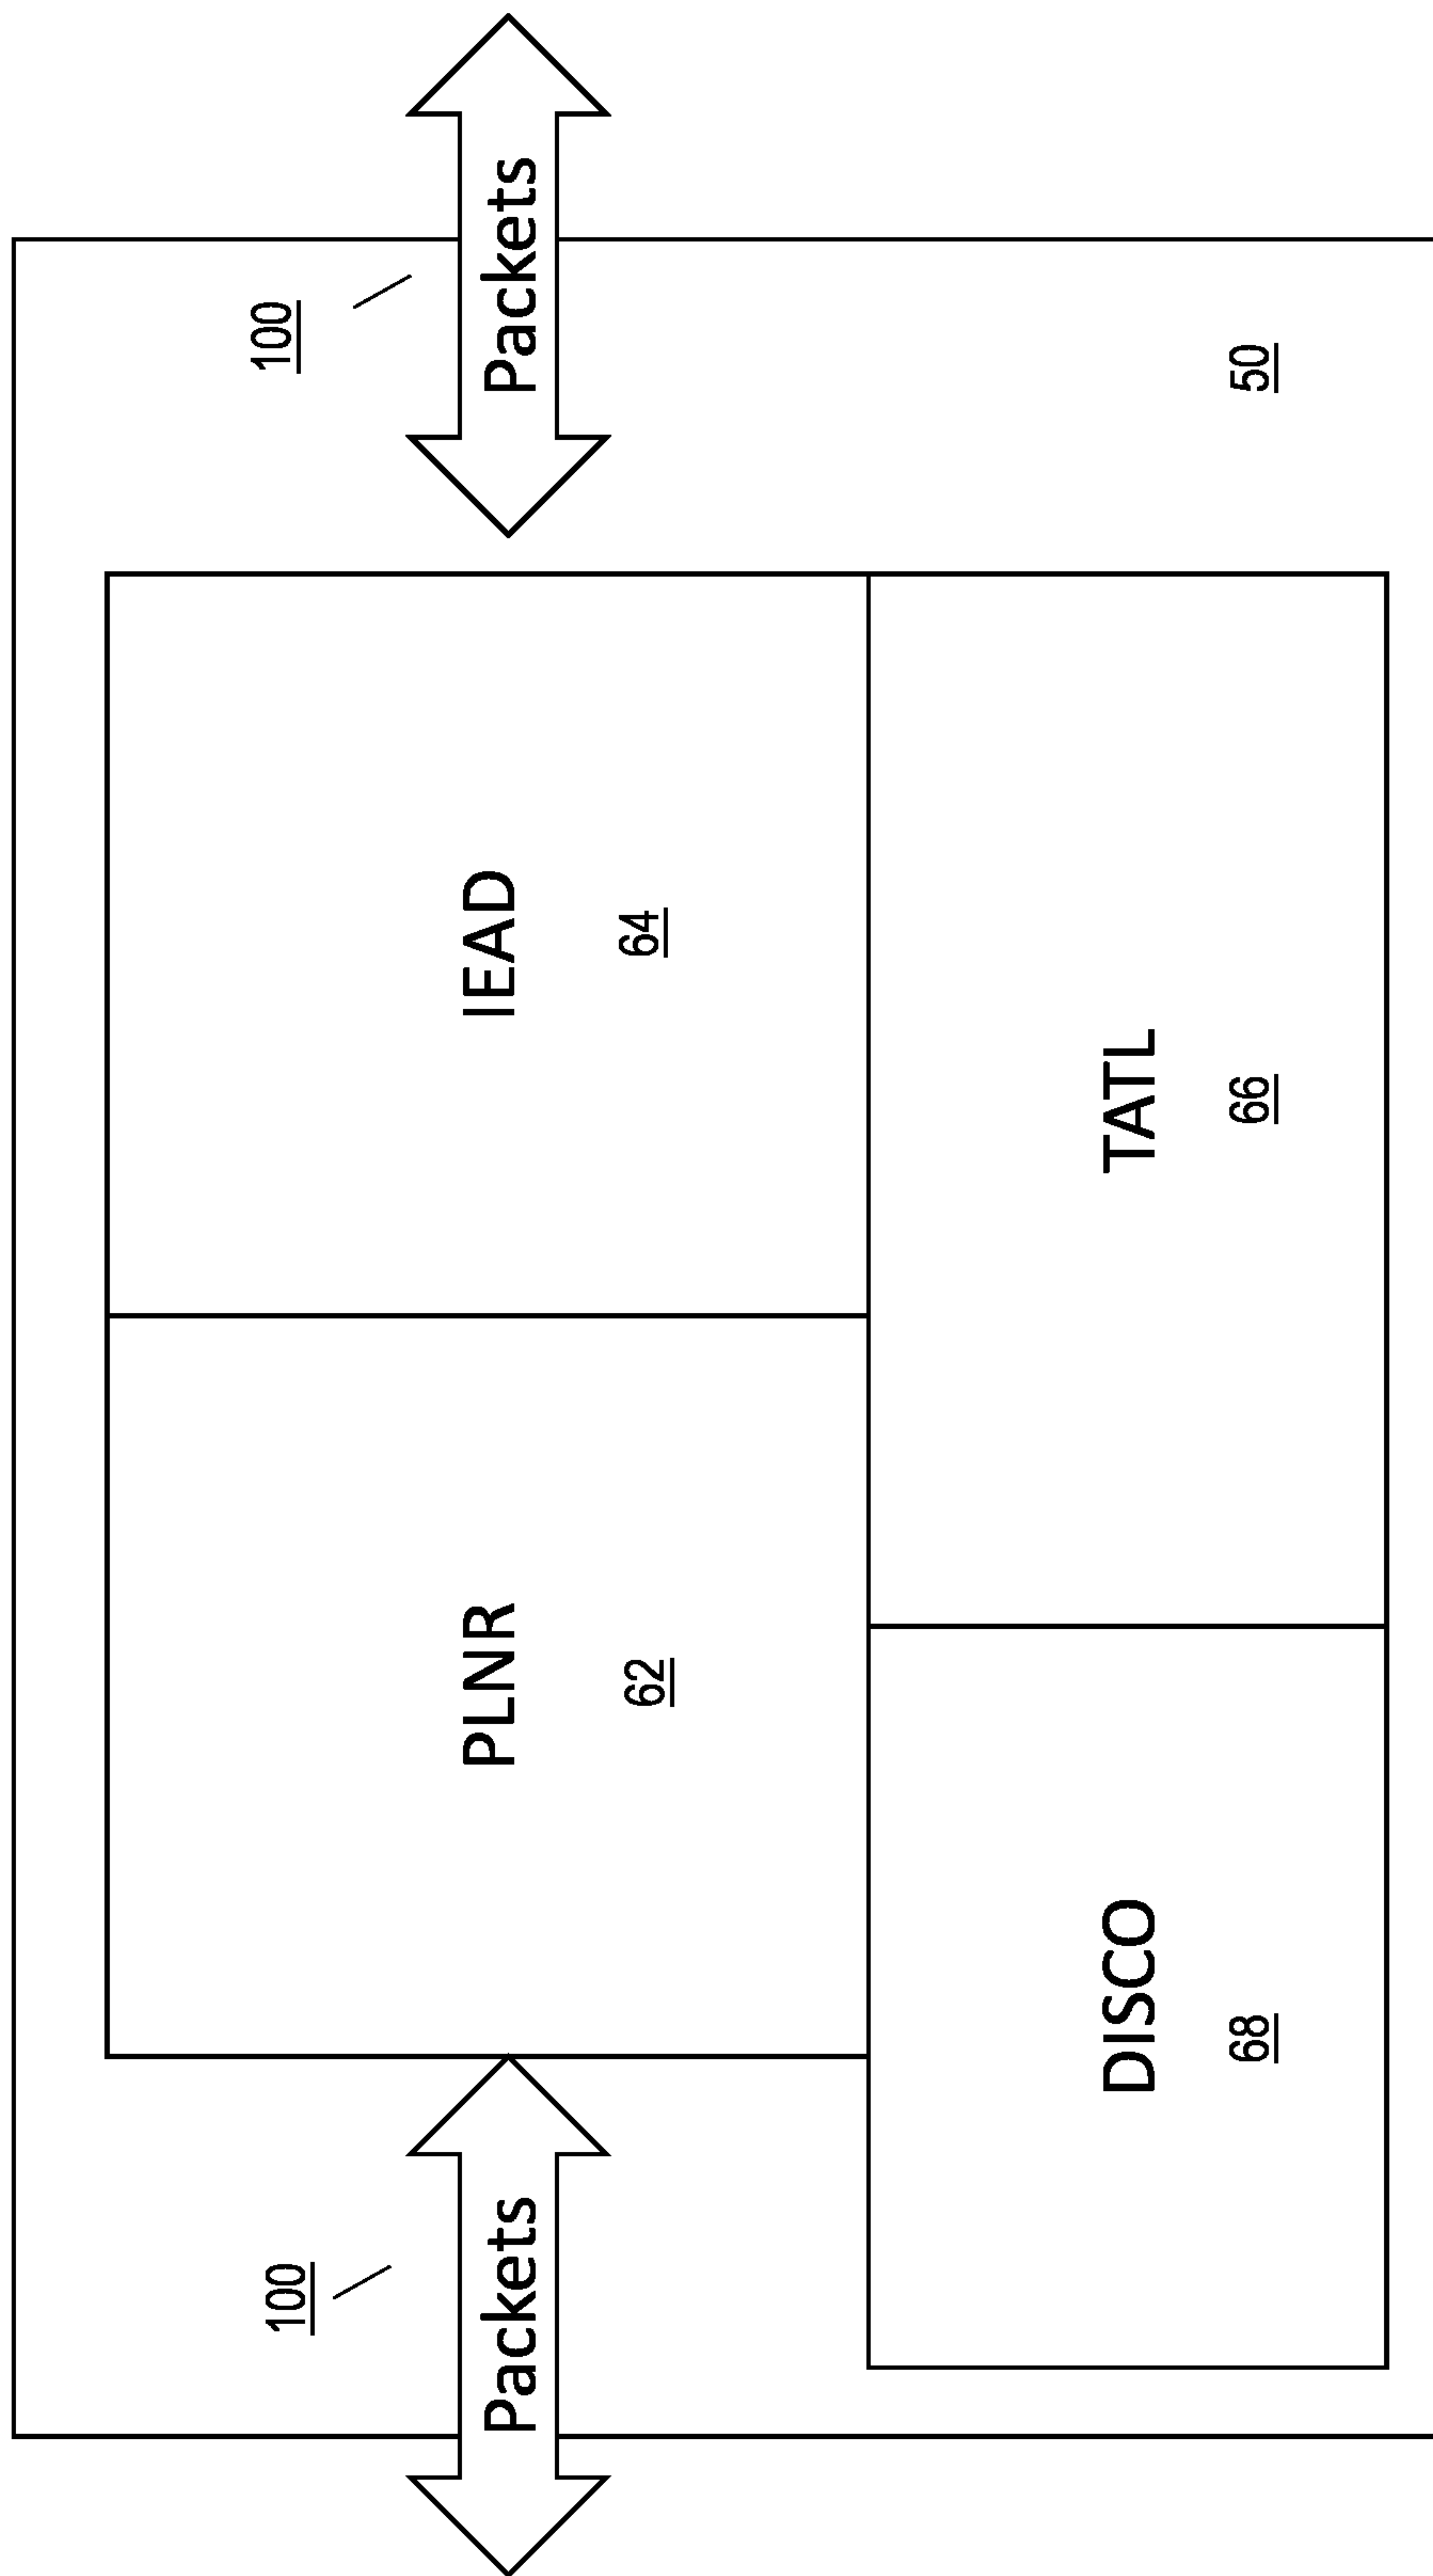 100
100
Packets
PLNR
IEAD
Packets
62
64
DISCO
TATL
68
66
50